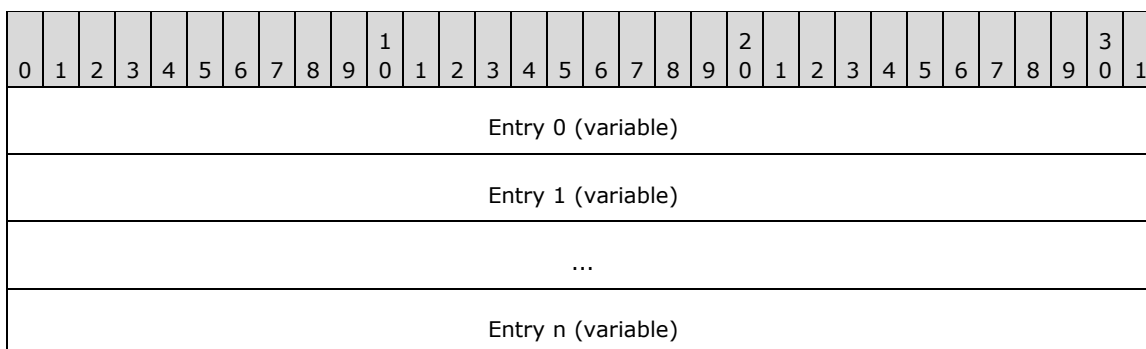 1 2 3
0 1 2 3 4 5 6 7 8 9 0 1 2 3 4 5 6 7 8 9 0 1 2 3 4 5 6 7 8 9 0 1
Entry 0 (variable)
Entry 1 (variable)
...
Entry n (variable)